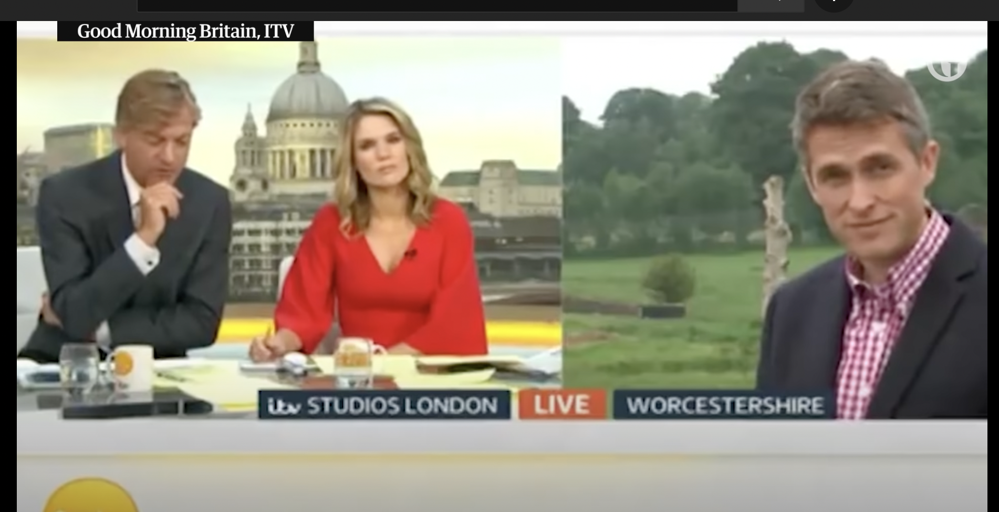 Good Morning Britain, ITV
itv STUDIOS LONDON
LIVE
WORCESTERSHIRE